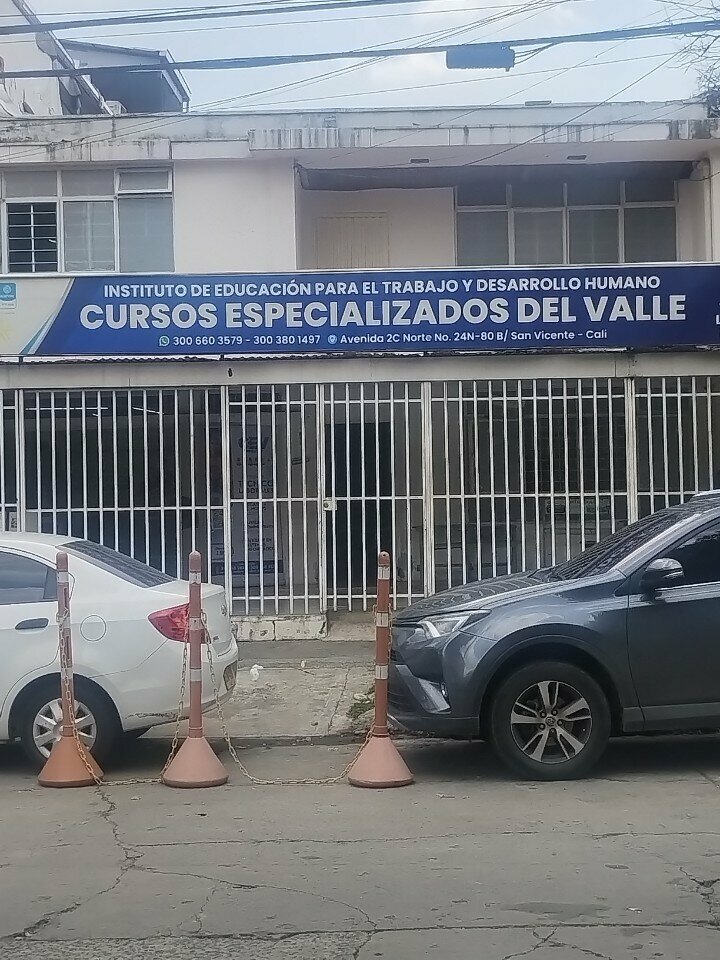 INSTITUTO DE EDUCACIÓN PARA EL TRABAJO Y DESARROLLO HUMANO
CURSOS ESPECIALIZADOS DEL VALLE
300 660 3579 - 300 380 1497 Avenida 2C Norte No. 24N-80 B/ San Vicente - Cali
CEV